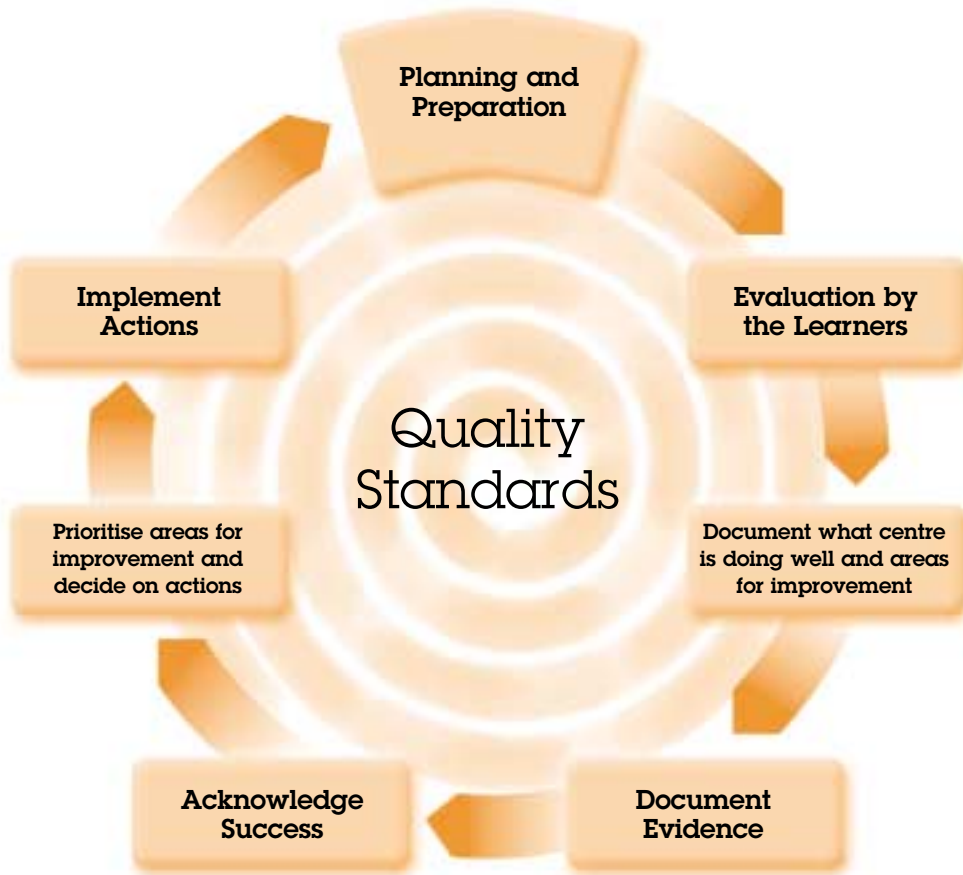 Planning and
Preparation
Evaluation by
the Learners
Document what centre
is doing well and areas
for improvement
Document
Evidence
Acknowledge
Success
Prioritise areas for
improvement and
decide on actions
Implement
Actions
Quality
Standards